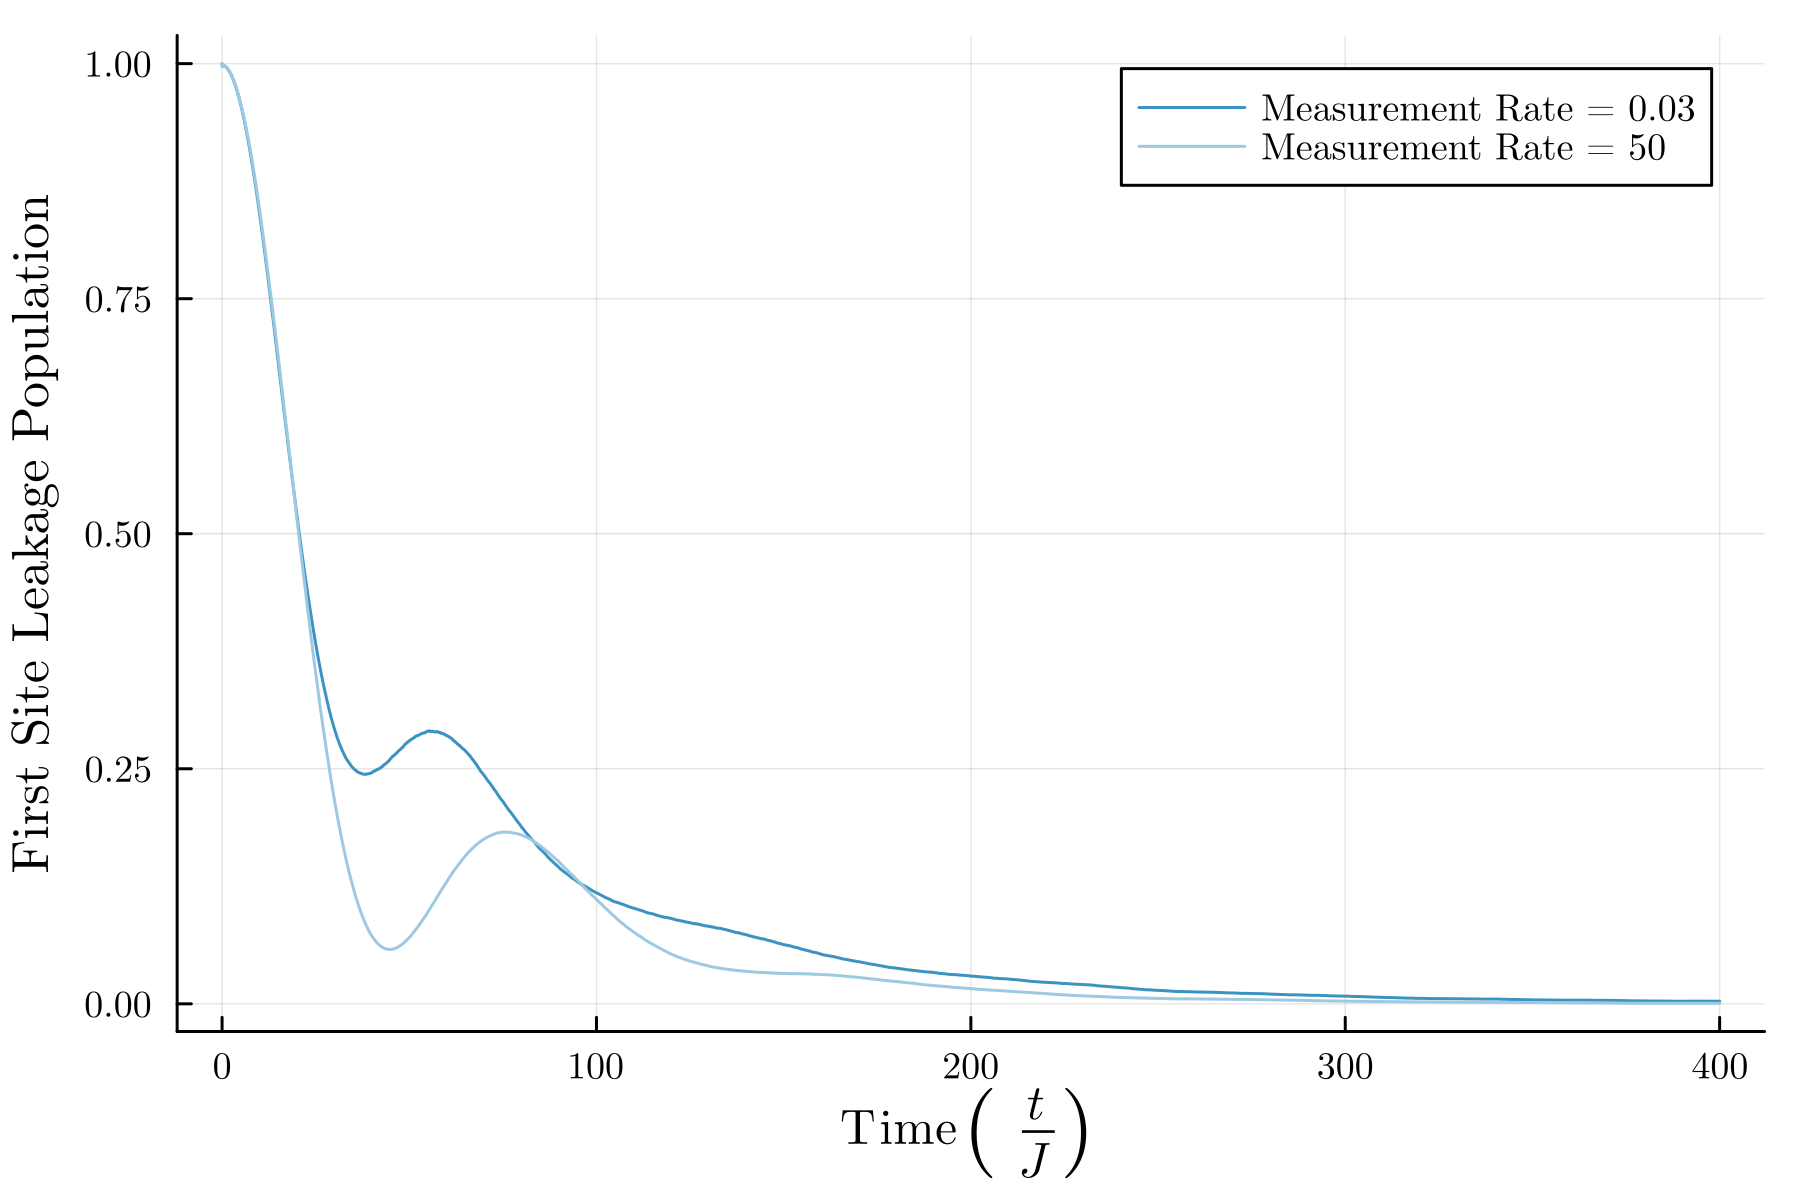 First Site Leakage Population
1.00
0.75
0.50
0.25
0.00
Measurement Rate = 0.03
Measurement Rate = 50
0 100 200 300 400
Time(t/J)